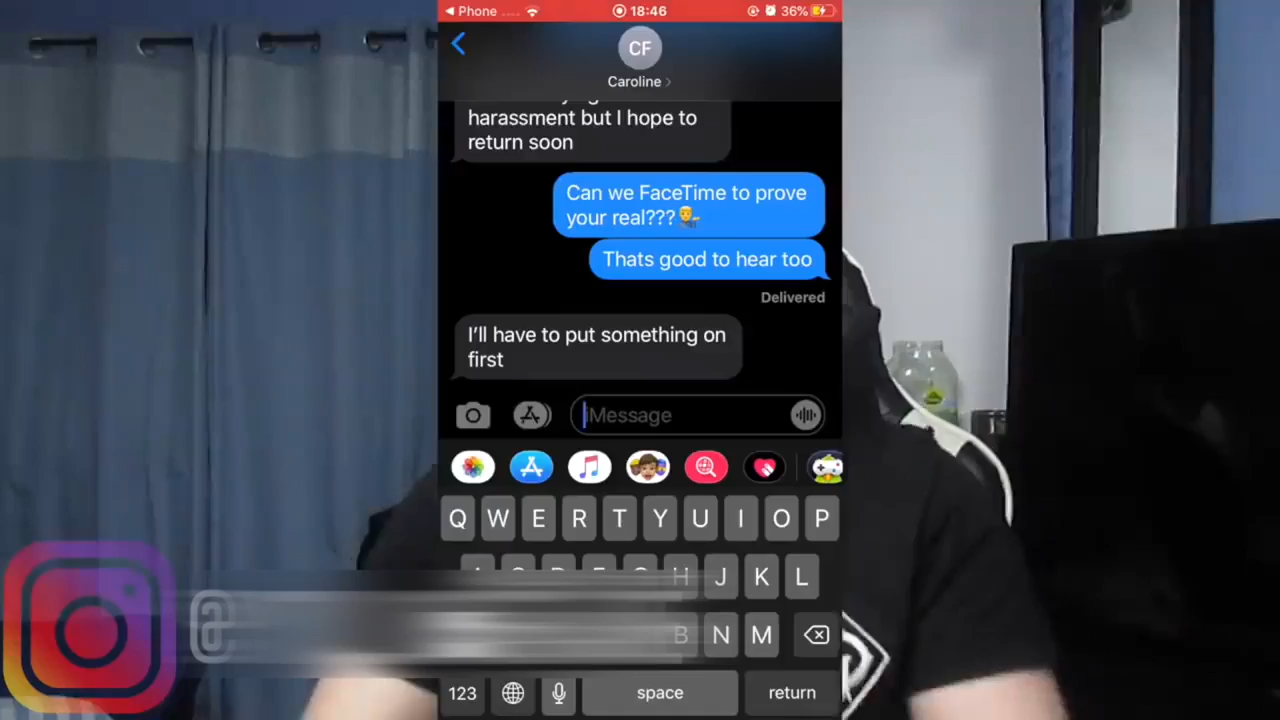 Phone
18:46
36%
CF
Caroline
harassment but I hope to
return soon
Can we FaceTime to prove
your real???
Thats good to hear too
Delivered
I'll have to put something on
first
iMessage
Q W E R T Y U I O P
H J K L
B N M
123 space return
@